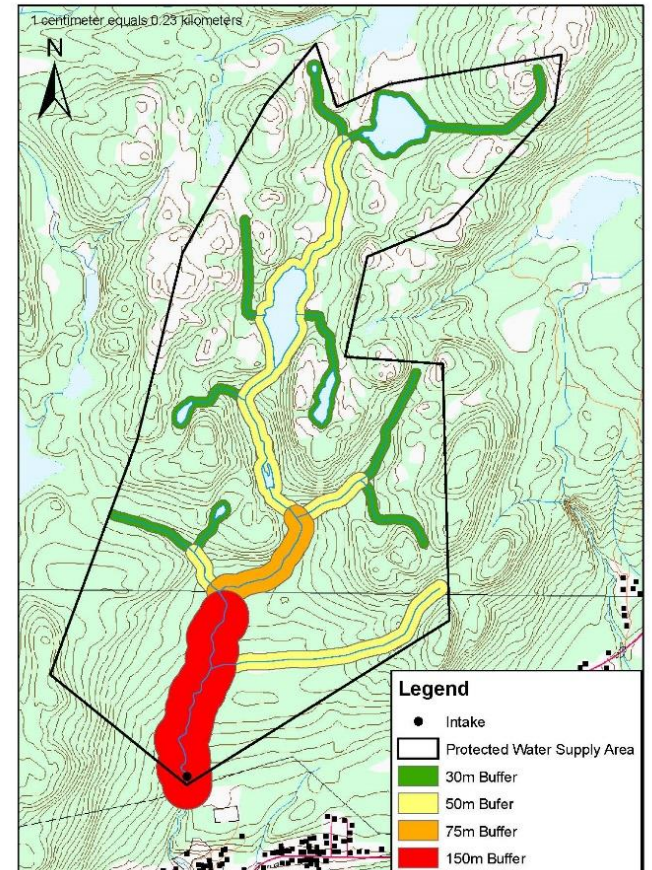 1 centimeter equals 0.23 kilometers
N
Legend
Intake
Protected Water Supply Area
30m Buffer
50m Bufer
75m Buffer
150m Buffer